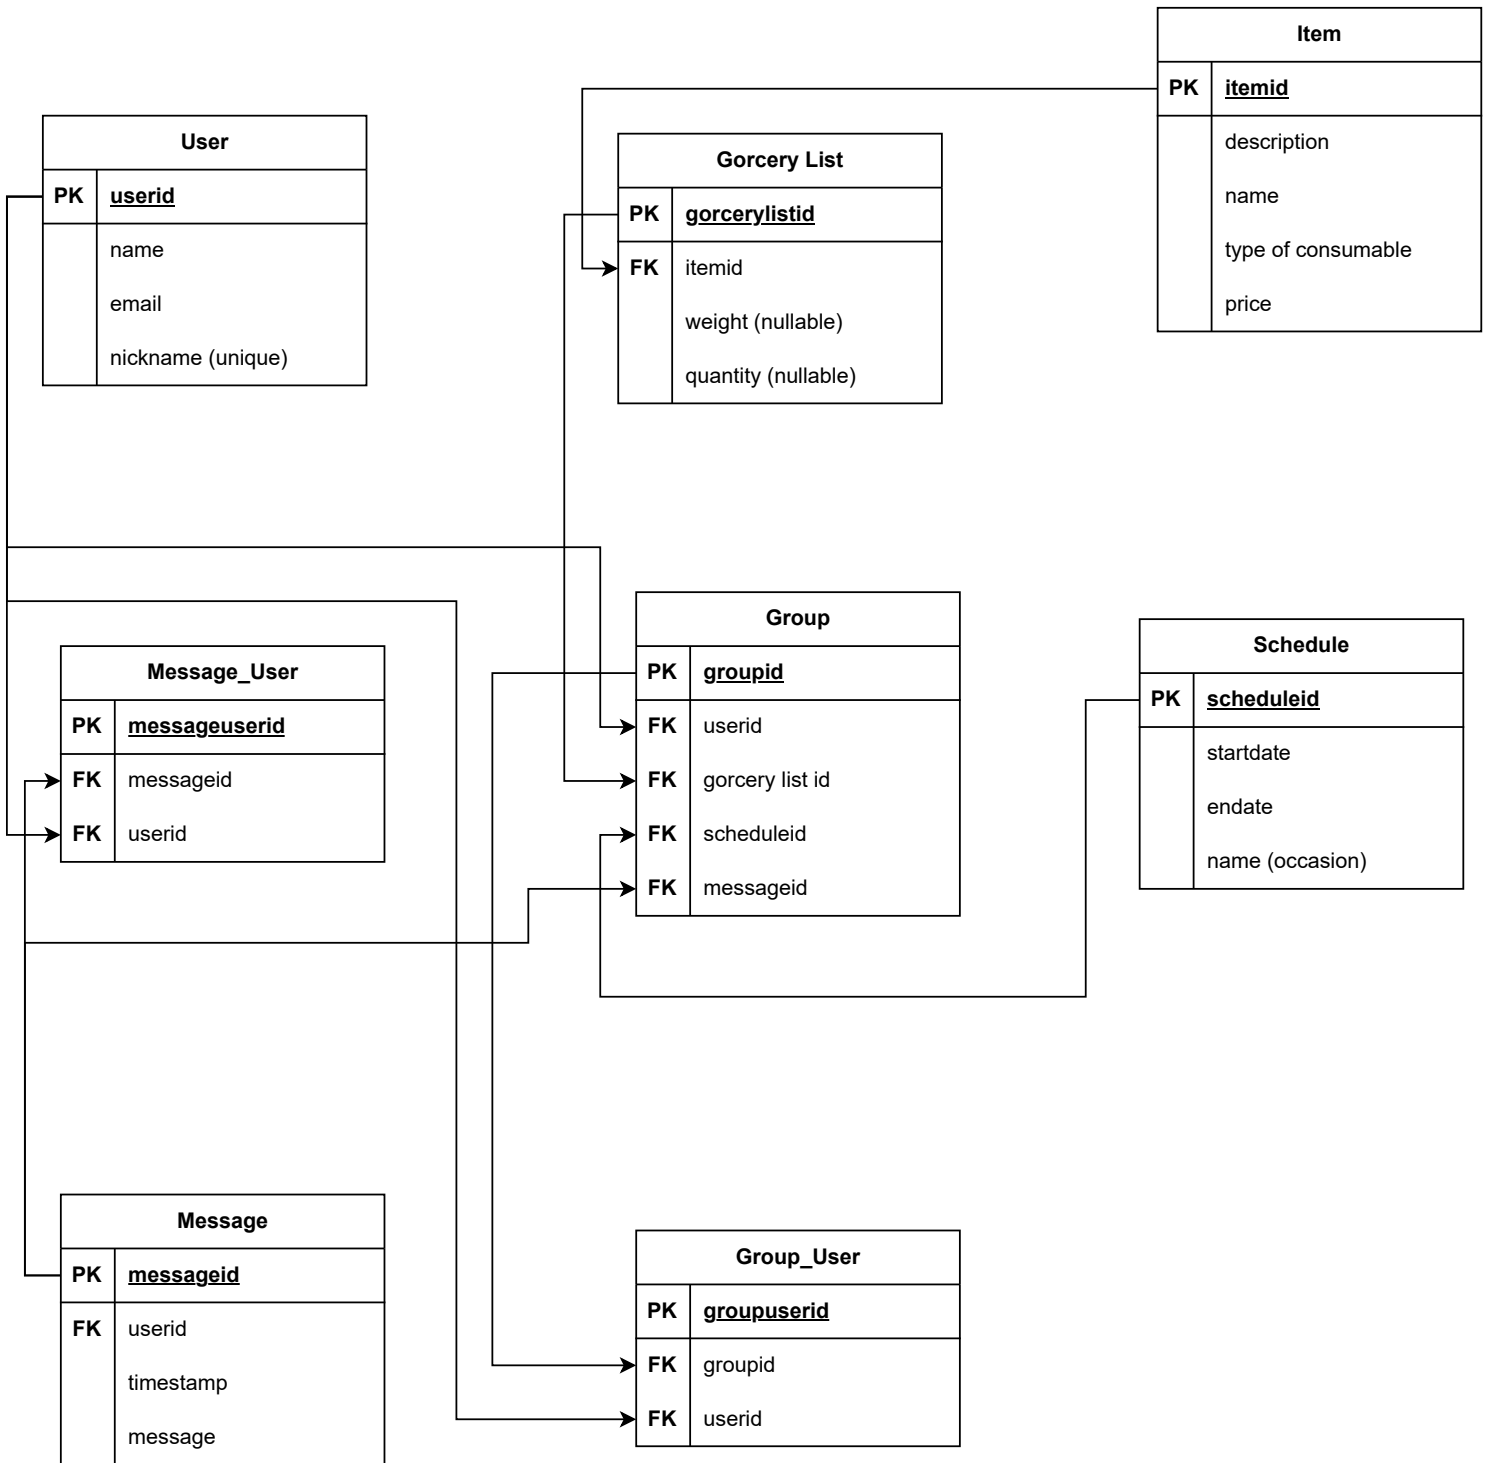 Item
PK itemid
description
name
type of consumable
price
User
PK userid
name
email
nickname (unique)
Gorcery List
PK gorcerylistid
FK itemid
weight (nullable)
quantity (nullable)
Message_User
PK messageuserid
FK messageid
FK userid
Group
PK groupid
FK userid
FK gorcery list id
FK scheduleid
FK messageid
Schedule
PK scheduleid
startdate
endate
name (occasion)
Message
PK messageid
FK userid
timestamp
message
Group_User
PK groupuserid
FK groupid
FK userid